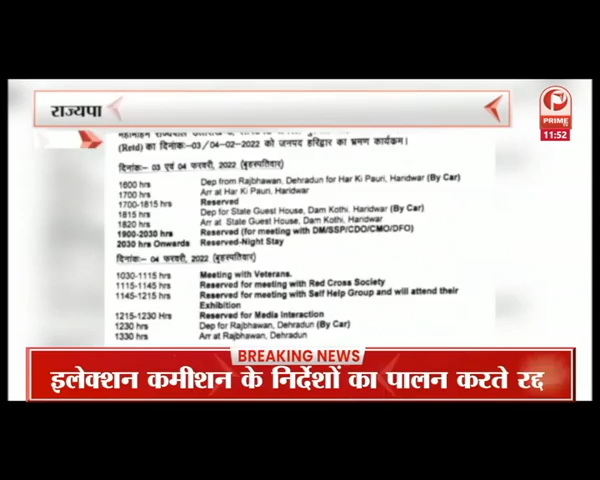 राज्यपा
PRIME
11:52
(Retd) का दिनांक:-03/04-02-2022 को जनपद हरिद्वार का भ्रमण कार्यक्रम।
दिनांक:- 03 एवं 04 फरवरी, 2022 (बृहस्पतिवार)
1600 hrs Dep from Rajbhawan, Dehradun for Har Ki Pauri, Haridwar (By Car)
1700 hrs Arr at Har Ki Pauri, Haridwar
1700-1815 hrs Reserved
1815 hrs Dep for State Guest House, Dam Kothi, Haridwar (By Car)
1820 hrs Arr at State Guest House, Dam Kothi, Haridwar
1900-2030 hrs Reserved (for meeting with DM/SSP/CDO/CMO/DFO)
2030 hrs Onwards Reserved-Night Stay
दिनांक:- 04 फरवरी, 2022 (बृहस्पतिवार)
1030-1115 hrs Meeting with Veterans.
1115-1145 hrs Reserved for meeting with Red Cross Society
1145-1215 hrs Reserved for meeting with Self Help Group and will attend their
Exhibition
1215-1230 Hrs Reserved for Media Interaction
1230 hrs Dep for Rajbhawan, Dehradun (By Car)
1330 hrs Arr at Rajbhawan, Dehradun
BREAKING NEWS
इलेक्शन कमीशन के निर्देशों का पालन करते रद्द